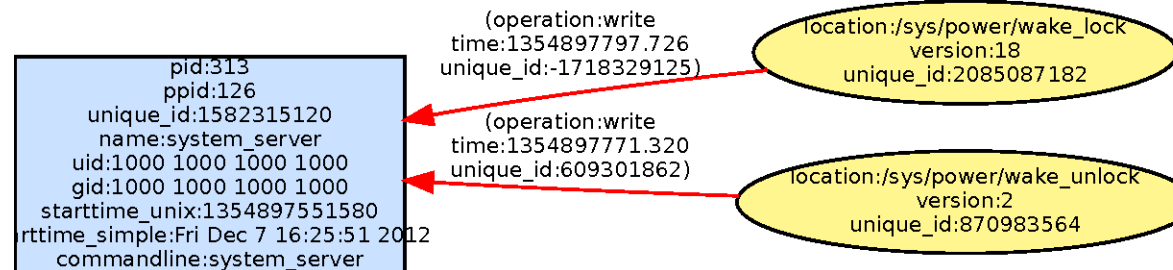 pid:313
ppid:126
unique_id:1582315120
name:system_server
uid:1000 1000 1000 1000
gid:1000 1000 1000 1000
starttime_unix:1354897551580
rttime_simple:Fri Dec 7 16:25:51 2012
commandline:system_server
(operation:write
time:1354897797.726
unique_id:-1718329125)
(operation:write
time:1354897771.320
unique_id:609301862)
location:/sys/power/wake_lock
version:18
unique_id:2085087182
location:/sys/power/wake_unlock
version:2
unique_id:870983564